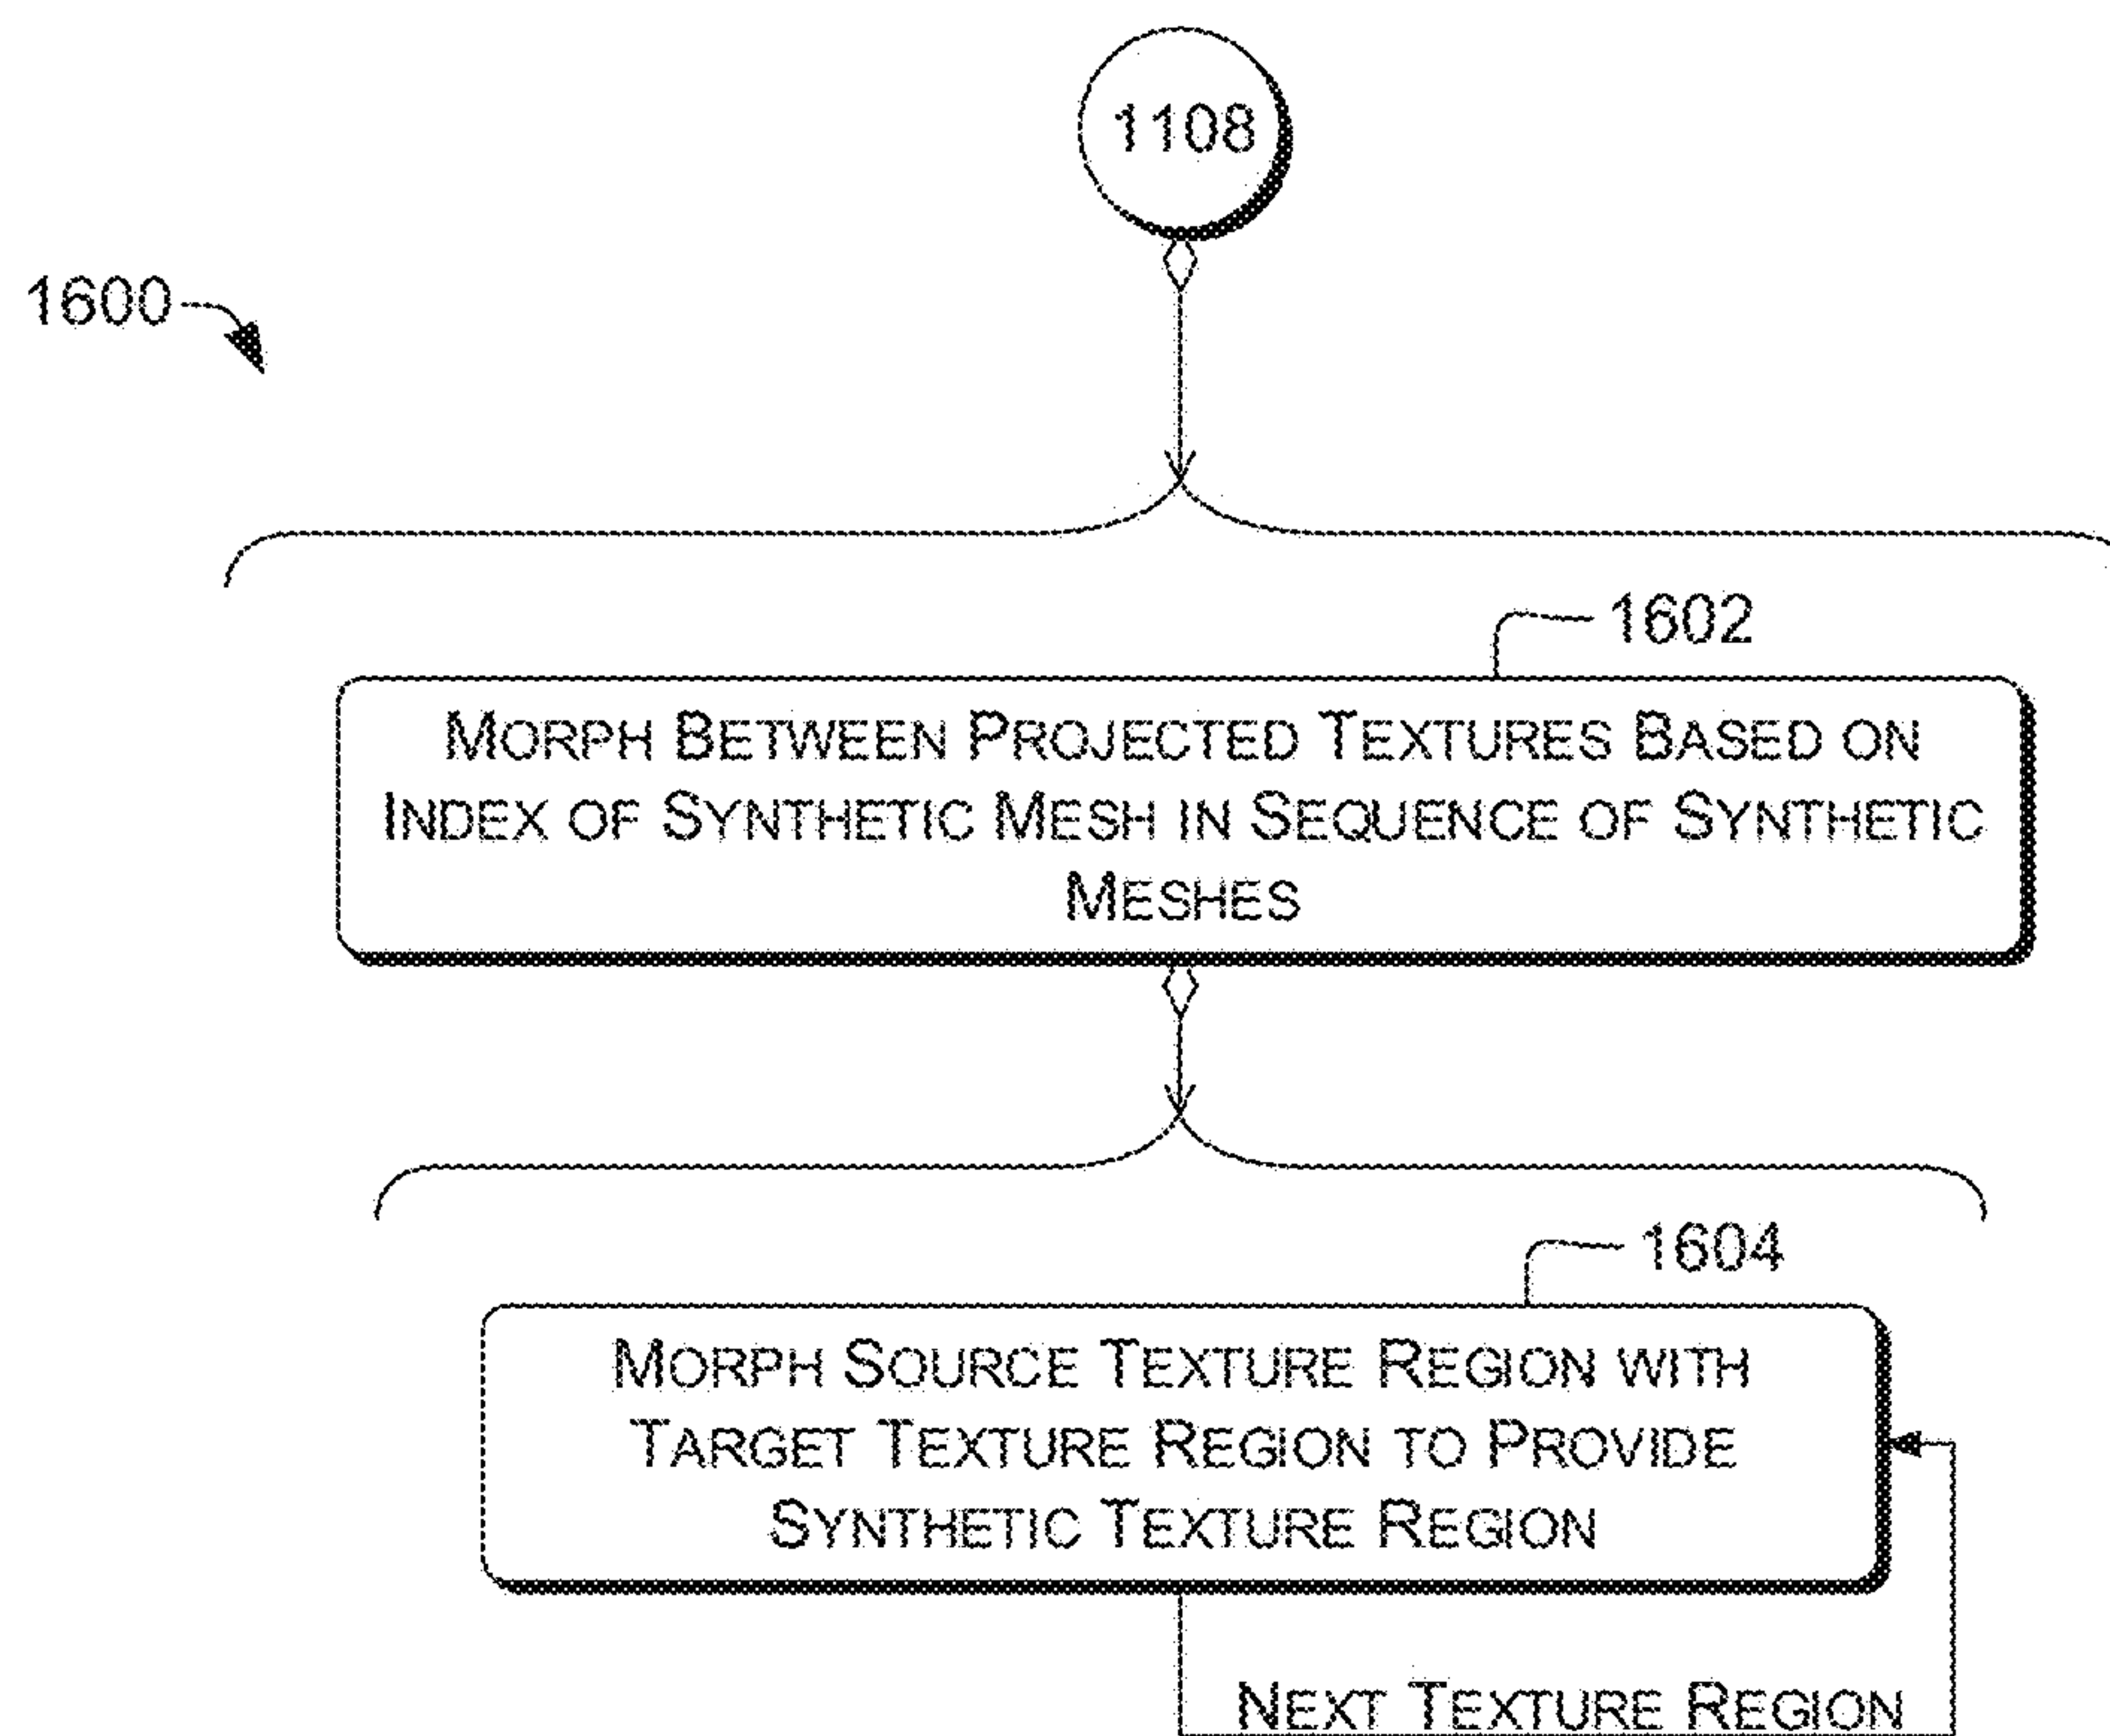 1108
1600
1602
MORPH BETWEEN PROJECTED TEXTURES BASED ON
INDEX OF SYNTHETIC MESH IN SEQUENCE OF SYNTHETIC
MESHES
1604
MORPH SOURCE TEXTURE REGION WITH
TARGET TEXTURE REGION TO PROVIDE
SYNTHETIC TEXTURE REGION
NEXT TEXTURE REGION